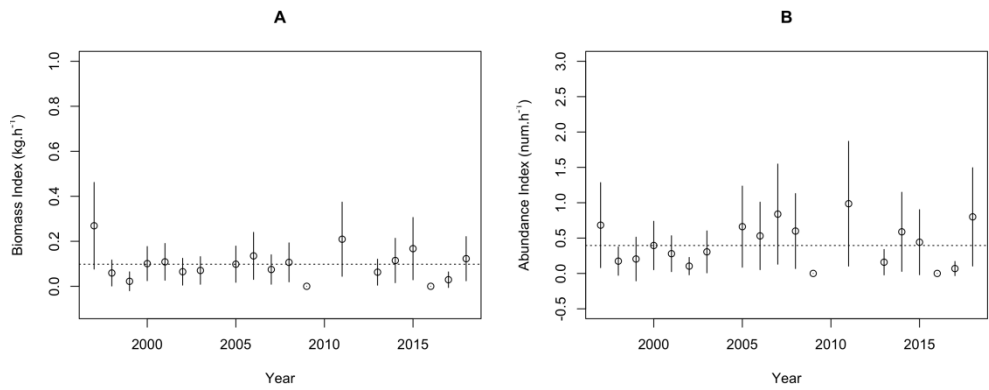 A
Biomass Index (kg.h⁻¹)
1.0
0.8
0.6
0.4
0.2
0.0
2000 2005 2010 2015
Year
B
Abundance Index (num.h⁻¹)
3.0
2.5
2.0
1.5
1.0
0.5
0.0
−0.5
2000 2005 2010 2015
Year